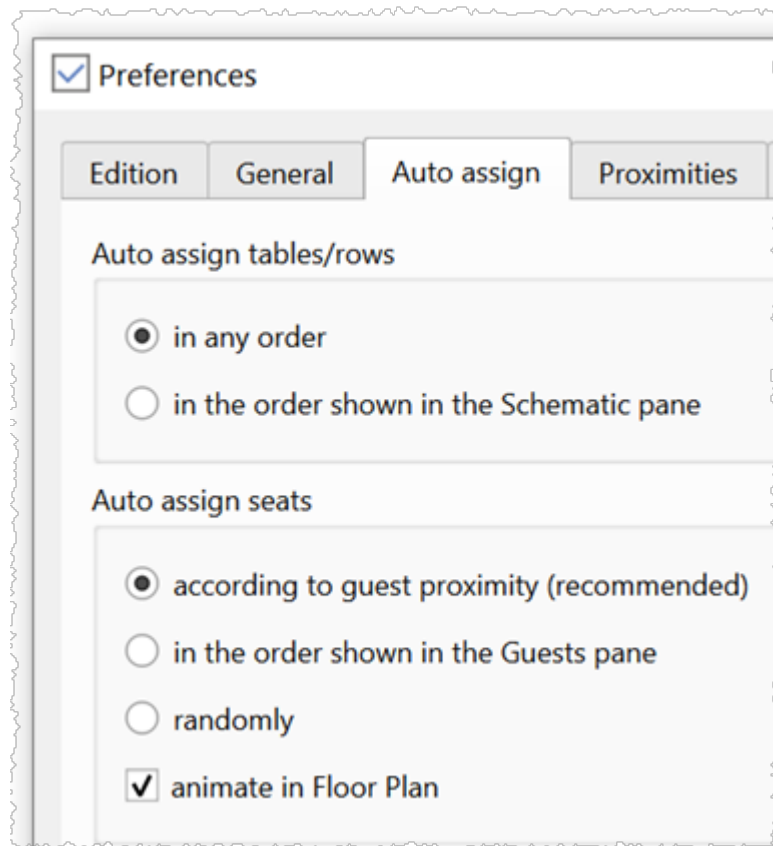 Preferences
Edition General Auto assign Proximities
Auto assign tables/rows
in any order
in the order shown in the Schematic pane
Auto assign seats
according to guest proximity (recommended)
in the order shown in the Guests pane
randomly
animate in Floor Plan